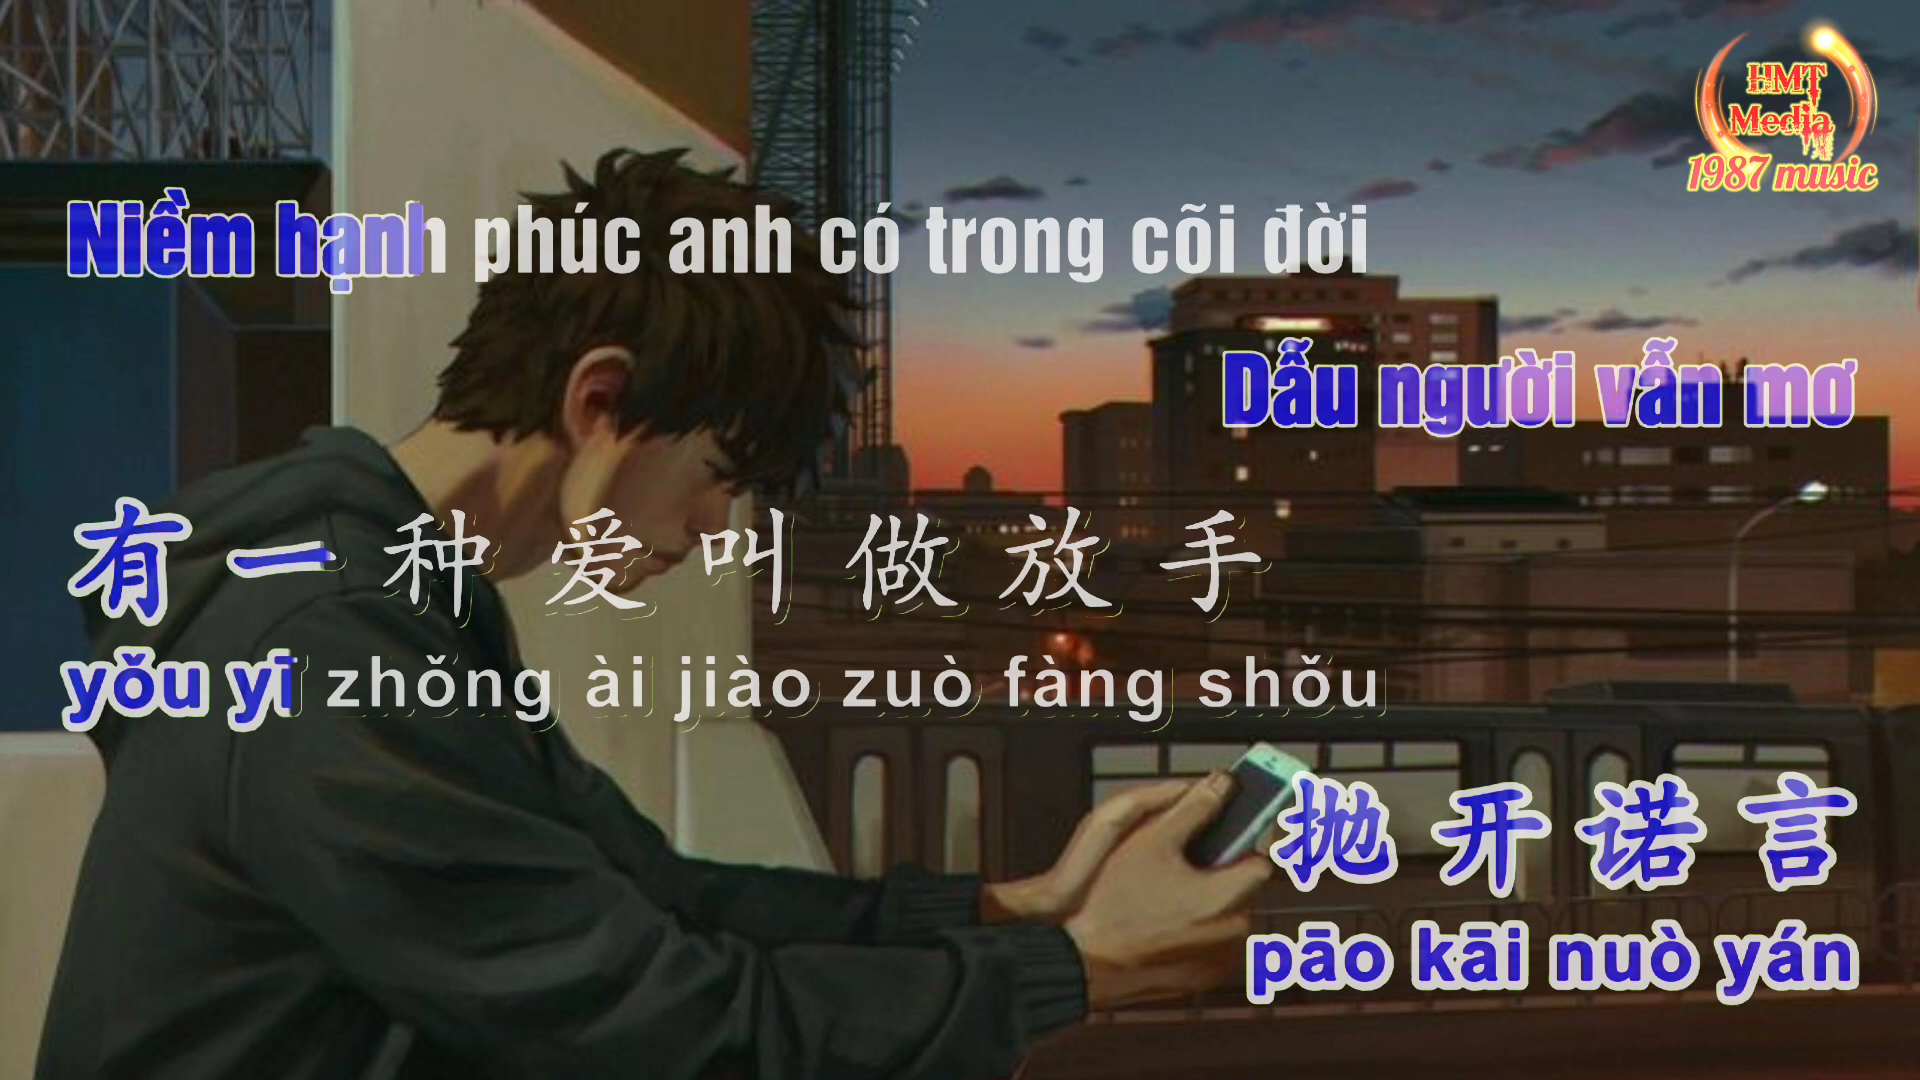 HMT
Media
1987 music
Niềm hạnh phúc anh có trong cõi đời
Dẫu người vẫn mơ
有一种爱叫做放手
yǒu yī zhǒng ài jiào zuò fàng shǒu
抛开诺言
pāo kāi nuò yán